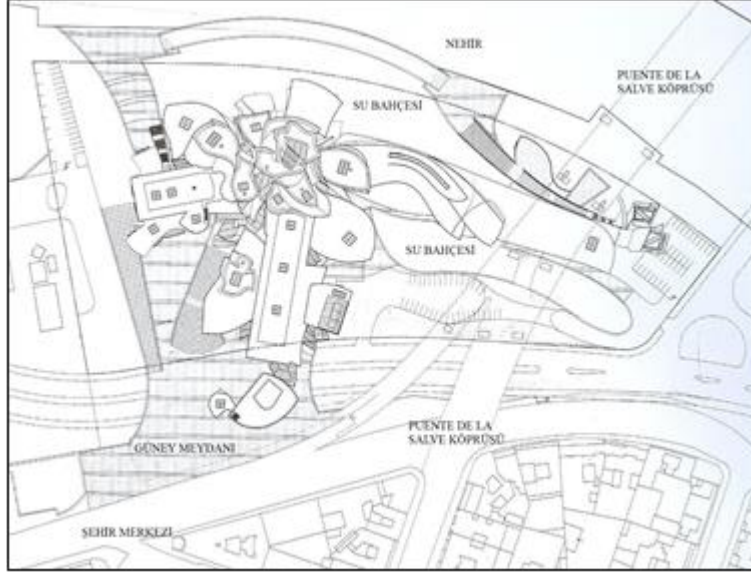 NEHİR
PUENTE DE LA
SALVE KÖPRÜSÜ
SU BAHÇESİ
SU BAHÇESİ
PUENTE DE LA
SALVE KÖPRÜSÜ
GÜNEY MEYDANI
ŞEHİR MERKEZİ